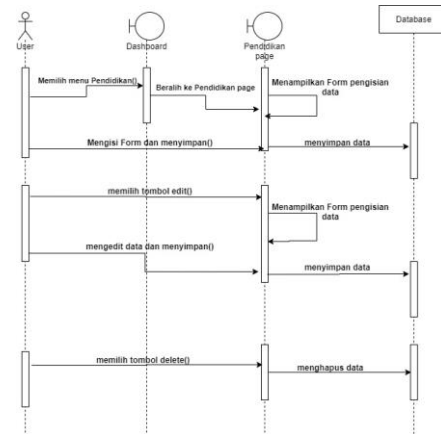 User
Dashboard
Pendidikan
page
Database
Memilih menu Pendidikan()
Beralih ke Pendidikan page
Menampilkan Form pengisian
data
Mengisi Form dan menyimpan()
menyimpan data
memilih tombol edit()
Menampilkan Form pengisian
data
mengedit data dan menyimpan()
menyimpan data
memilih tombol delete()
menghapus data